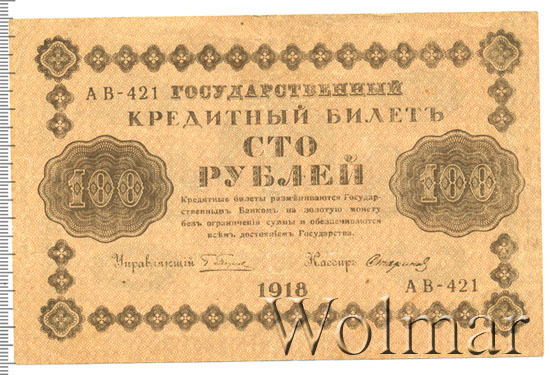 АВ-421 ГОСУДАРСТВЕННЫЙ
КРЕДИТНЫЙ БИЛЕТЪ
СТО
РУБЛЕЙ
100
100
Кредитные билеты размѣниваются Государ-
ственнымъ Банкомъ на золотую монету
безъ ограниченія суммы и обезпечиваются
всѣмъ достояніемъ Государства.
Управляющій
Кассиръ
1918
АВ-421
Wolmar